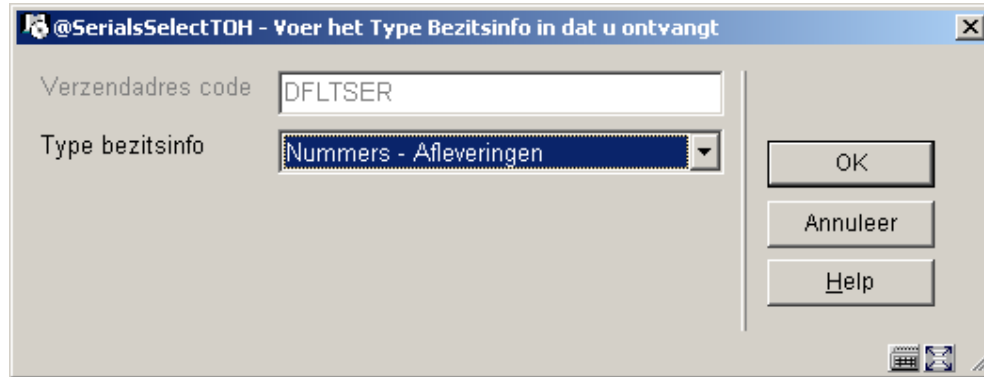 @SerialsSelectTOH - Voer het Type Bezitsinfo in dat u ontvangt
Verzendadres code DFLTSER
Type bezitsinfo Nummers - Afleveringen
OK
Annuleer
Help